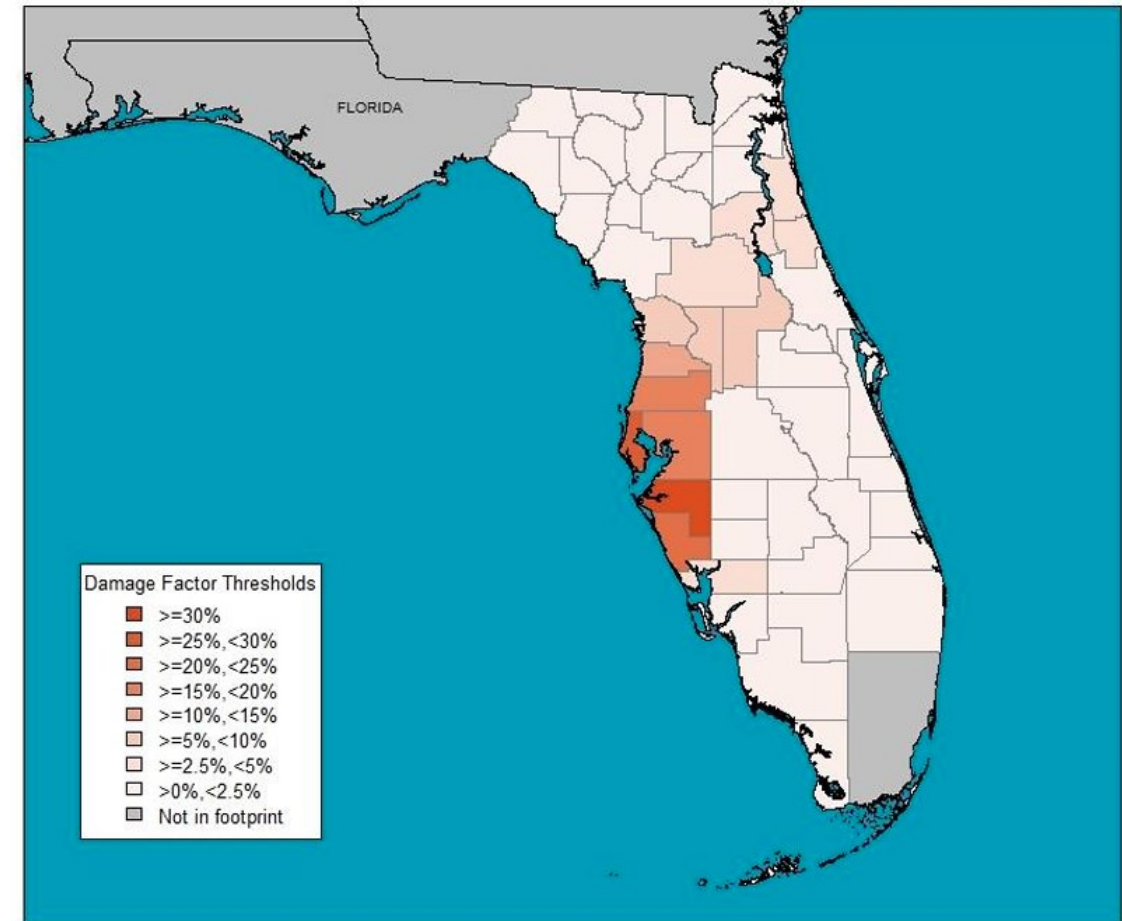 FLORIDA
Damage Factor Thresholds
>=30%
>=25%,<30%
>=20%,<25%
>=15%,<20%
>=10%,<15%
>=5%,<10%
>=2.5%,<5%
>0%,<2.5%
Not in footprint